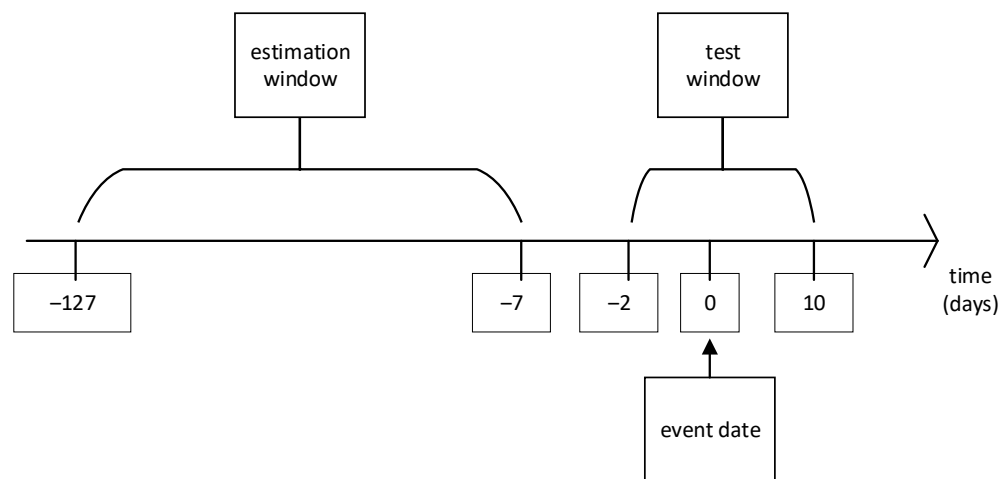 estimation
window
test
window
–127
–7
–2
0
10
time
(days)
event date